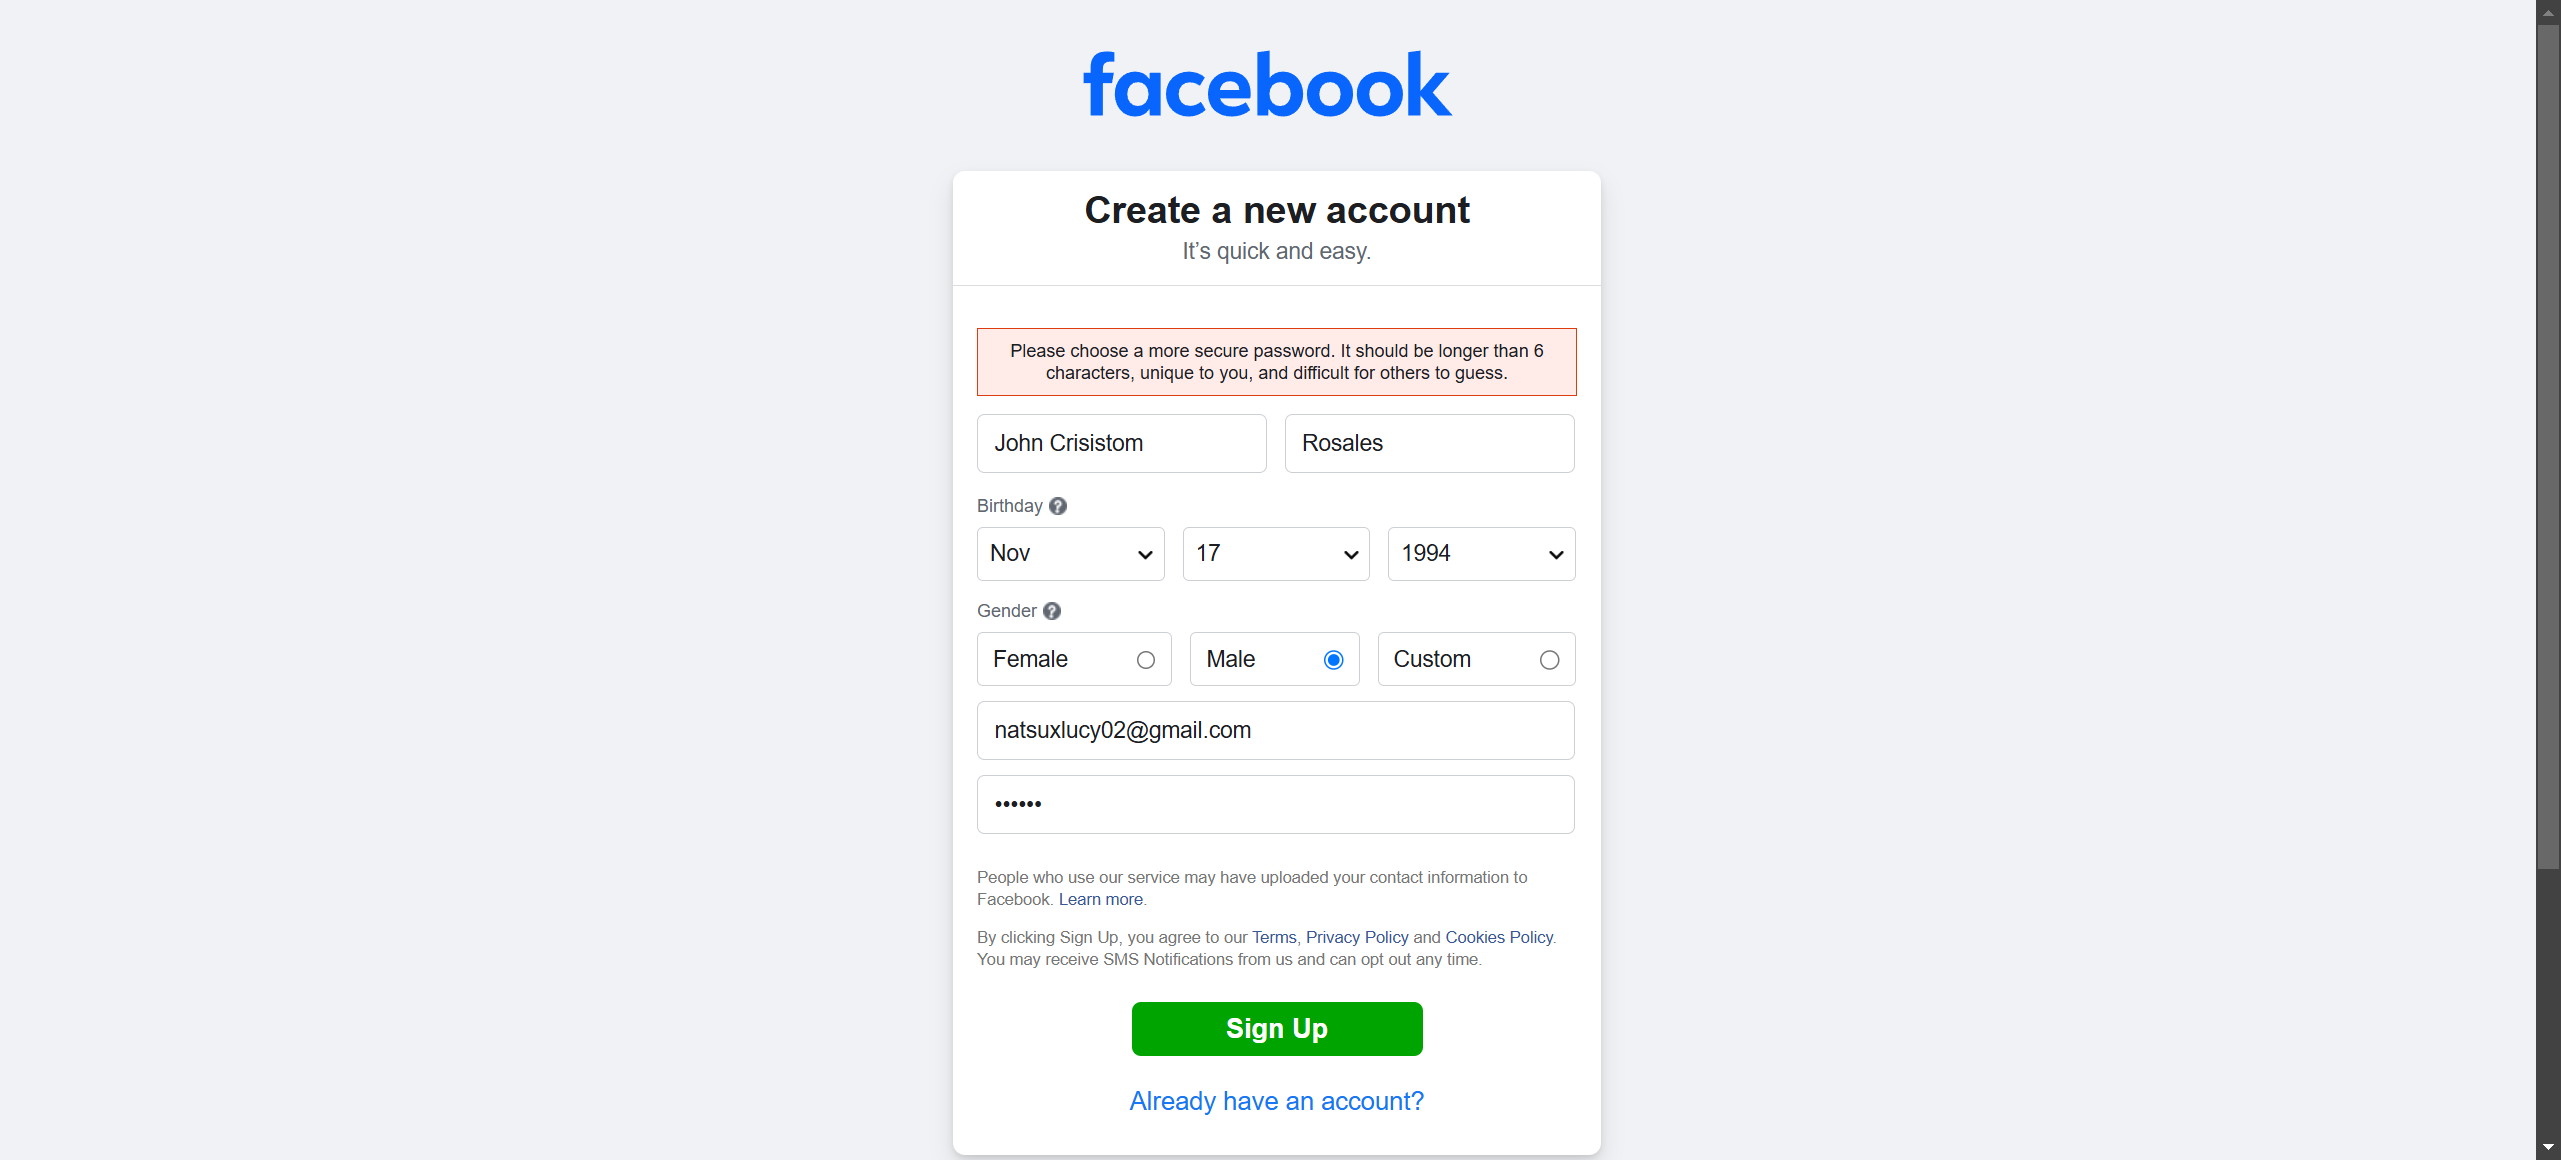 facebook
Create a new account
It’s quick and easy.
Please choose a more secure password. It should be longer than 6
characters, unique to you, and difficult for others to guess.
John Crisistom Rosales
Birthday ?
Nov 17 1994
Gender ?
Female Male Custom
natsuxlucy02@gmail.com
••••••
People who use our service may have uploaded your contact information to
Facebook. Learn more.
By clicking Sign Up, you agree to our Terms, Privacy Policy and Cookies Policy.
You may receive SMS Notifications from us and can opt out any time.
Sign Up
Already have an account?